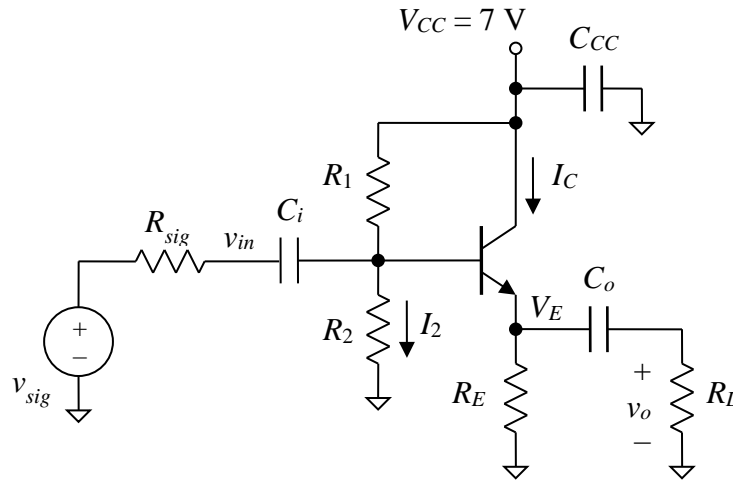 V_CC = 7 V
C_CC
R_1
I_C
C_i
R_sig
v_in
C_o
V_E
R_2
I_2
+
–
v_sig
R_E
+
v_o
–
R_L